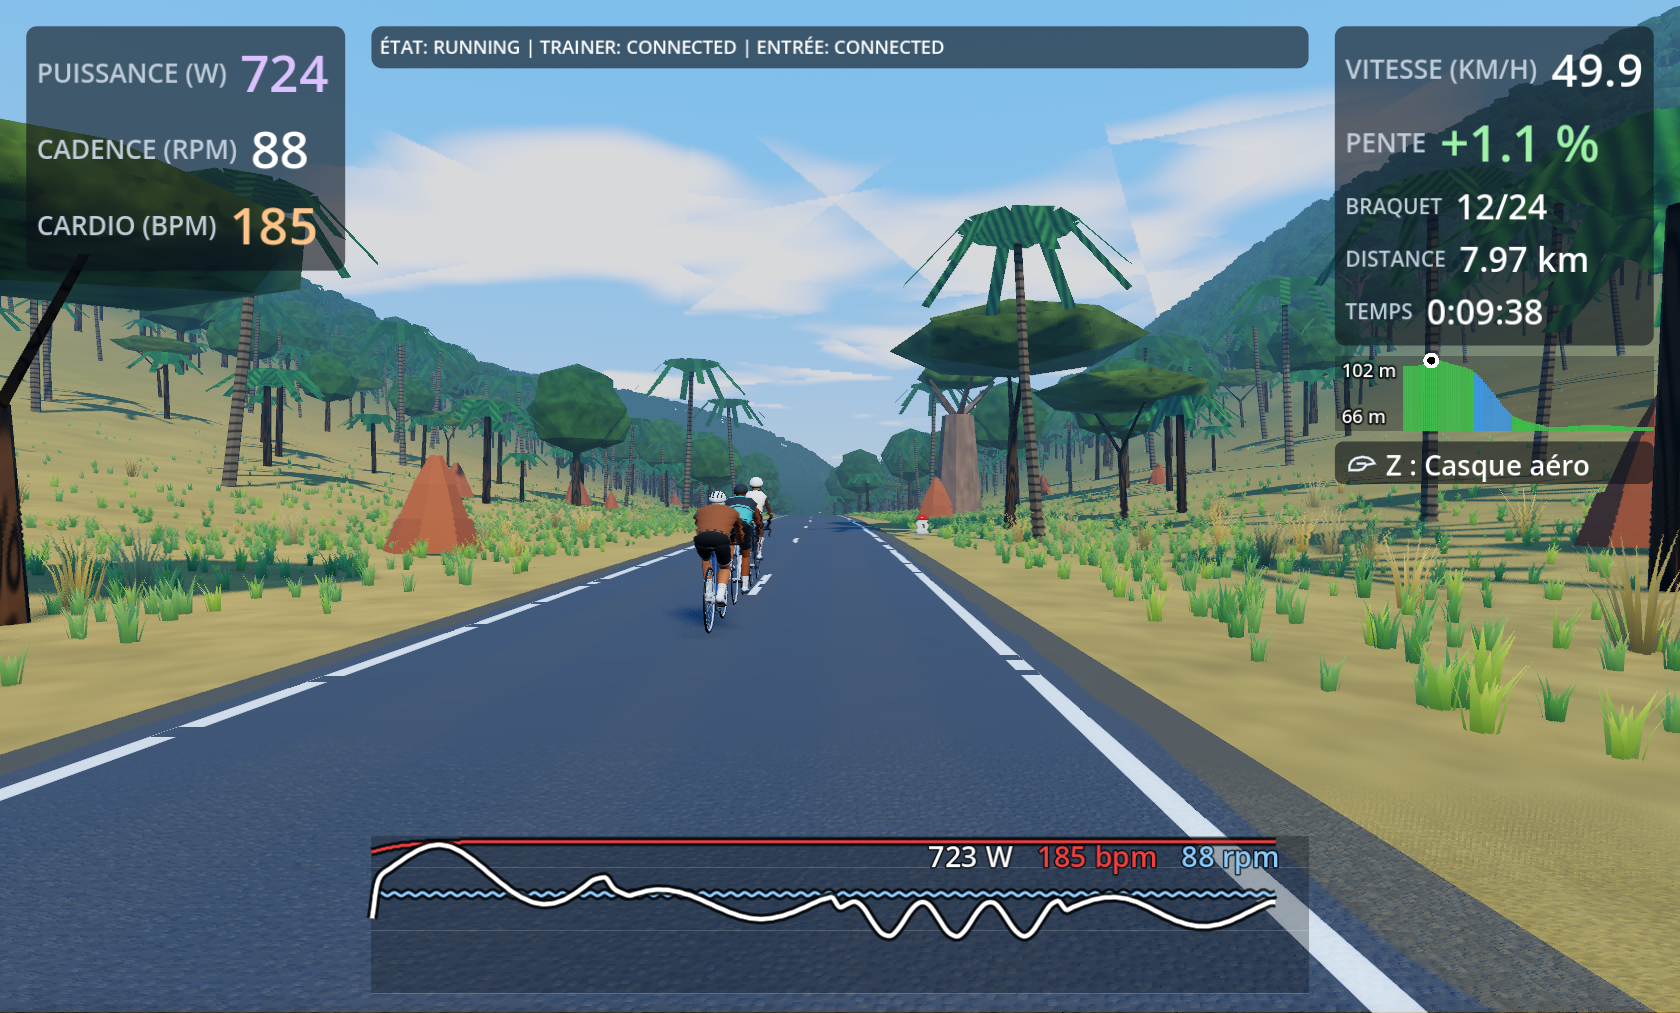 PUISSANCE (W) 724
CADENCE (RPM) 88
CARDIO (BPM) 185
ÉTAT: RUNNING | TRAINER: CONNECTED | ENTRÉE: CONNECTED
VITESSE (KM/H) 49.9
PENTE +1.1 %
BRAQUET 12/24
DISTANCE 7.97 km
TEMPS 0:09:38
102 m
66 m
Z : Casque aéro
723 W 185 bpm 88 rpm